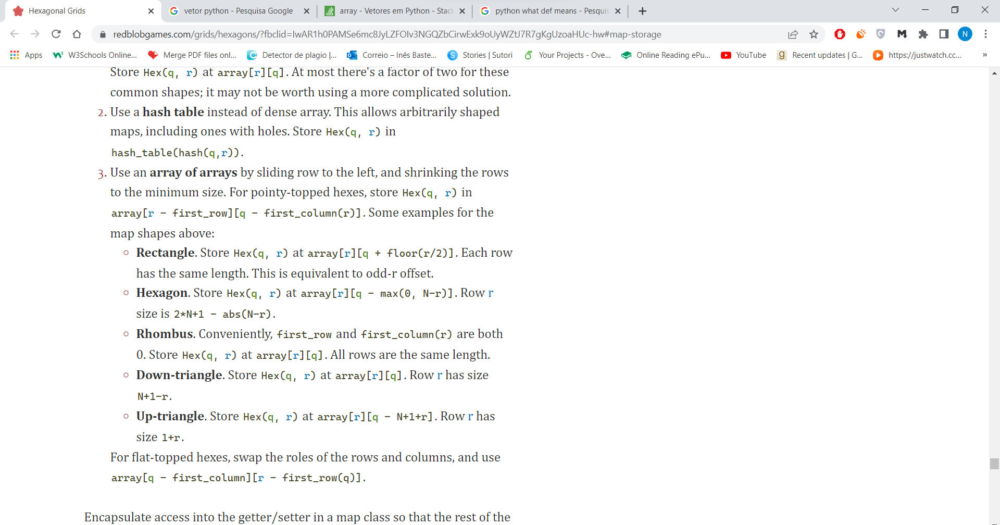 Hexagonal Grids
vetor python - Pesquisa Google
array - Vetores em Python - Stack
python what def means - Pesquis
redblobgames.com/grids/hexagons/?fbclid=IwAR1h0PAMSe6mc8JyLZFOIv3NGQZbCirwExk9oUyWZtJ7R7gKgUzoaHUc-hw#map-storage
N
Apps
W3Schools Online...
Merge PDF files onl...
Detector de plagio |...
Correio – Inês Baste...
Stories | Sutori
Your Projects - Ove...
Online Reading ePu...
YouTube
Recent updates | G...
https://justwatch.cc...
»
Store Hex(q, r) at array[r][q]. At most there's a factor of two for these
common shapes; it may not be worth using a more complicated solution.
2. Use a hash table instead of dense array. This allows arbitrarily shaped
maps, including ones with holes. Store Hex(q, r) in
hash_table(hash(q,r)).
3. Use an array of arrays by sliding row to the left, and shrinking the rows
to the minimum size. For pointy-topped hexes, store Hex(q, r) in
array[r - first_row][q - first_column(r)]. Some examples for the
map shapes above:
Rectangle. Store Hex(q, r) at array[r][q + floor(r/2)]. Each row
has the same length. This is equivalent to odd-r offset.
Hexagon. Store Hex(q, r) at array[r][q - max(0, N-r)]. Row r
size is 2*N+1 - abs(N-r).
Rhombus. Conveniently, first_row and first_column(r) are both
0. Store Hex(q, r) at array[r][q]. All rows are the same length.
Down-triangle. Store Hex(q, r) at array[r][q]. Row r has size
N+1-r.
Up-triangle. Store Hex(q, r) at array[r][q - N+1+r]. Row r has
size 1+r.
For flat-topped hexes, swap the roles of the rows and columns, and use
array[q - first_column][r - first_row(q)].
Encapsulate access into the getter/setter in a map class so that the rest of the